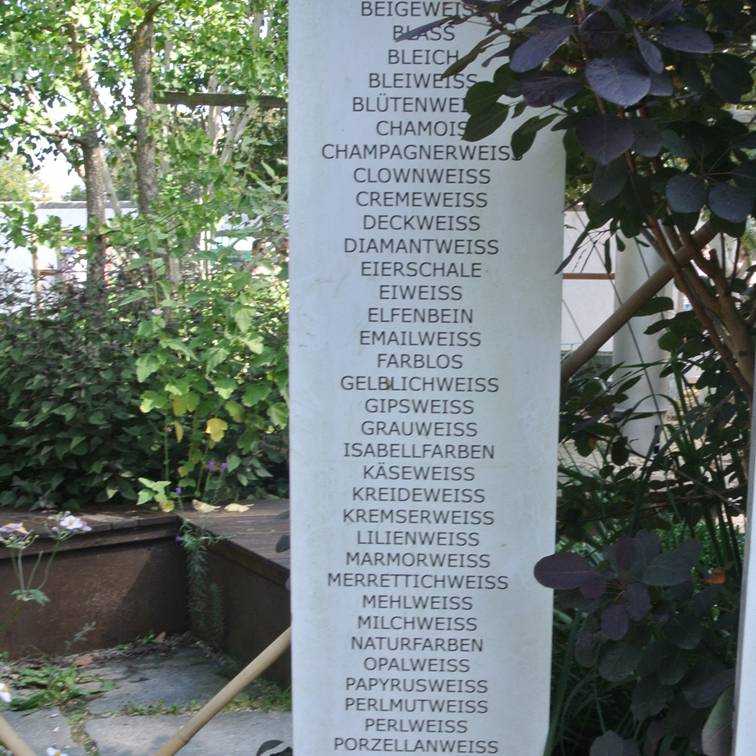 BEIGEWEISS
BLASS
BLEICH
BLEIWEISS
BLÜTENWEISS
CHAMOIS
CHAMPAGNERWEISS
CLOWNWEISS
CREMEWEISS
DECKWEISS
DIAMANTWEISS
EIERSCHALE
EIWEISS
ELFENBEIN
EMAILWEISS
FARBLOS
GELBLICHWEISS
GIPSWEISS
GRAUWEISS
ISABELLFARBEN
KÄSEWEISS
KREIDEWEISS
KREMSERWEISS
LILIENWEISS
MARMORWEISS
MERRETTICHWEISS
MEHLWEISS
MILCHWEISS
NATURFARBEN
OPALWEISS
PAPYRUSWEISS
PERLMUTWEISS
PERLWEISS
PORZELLANWEISS